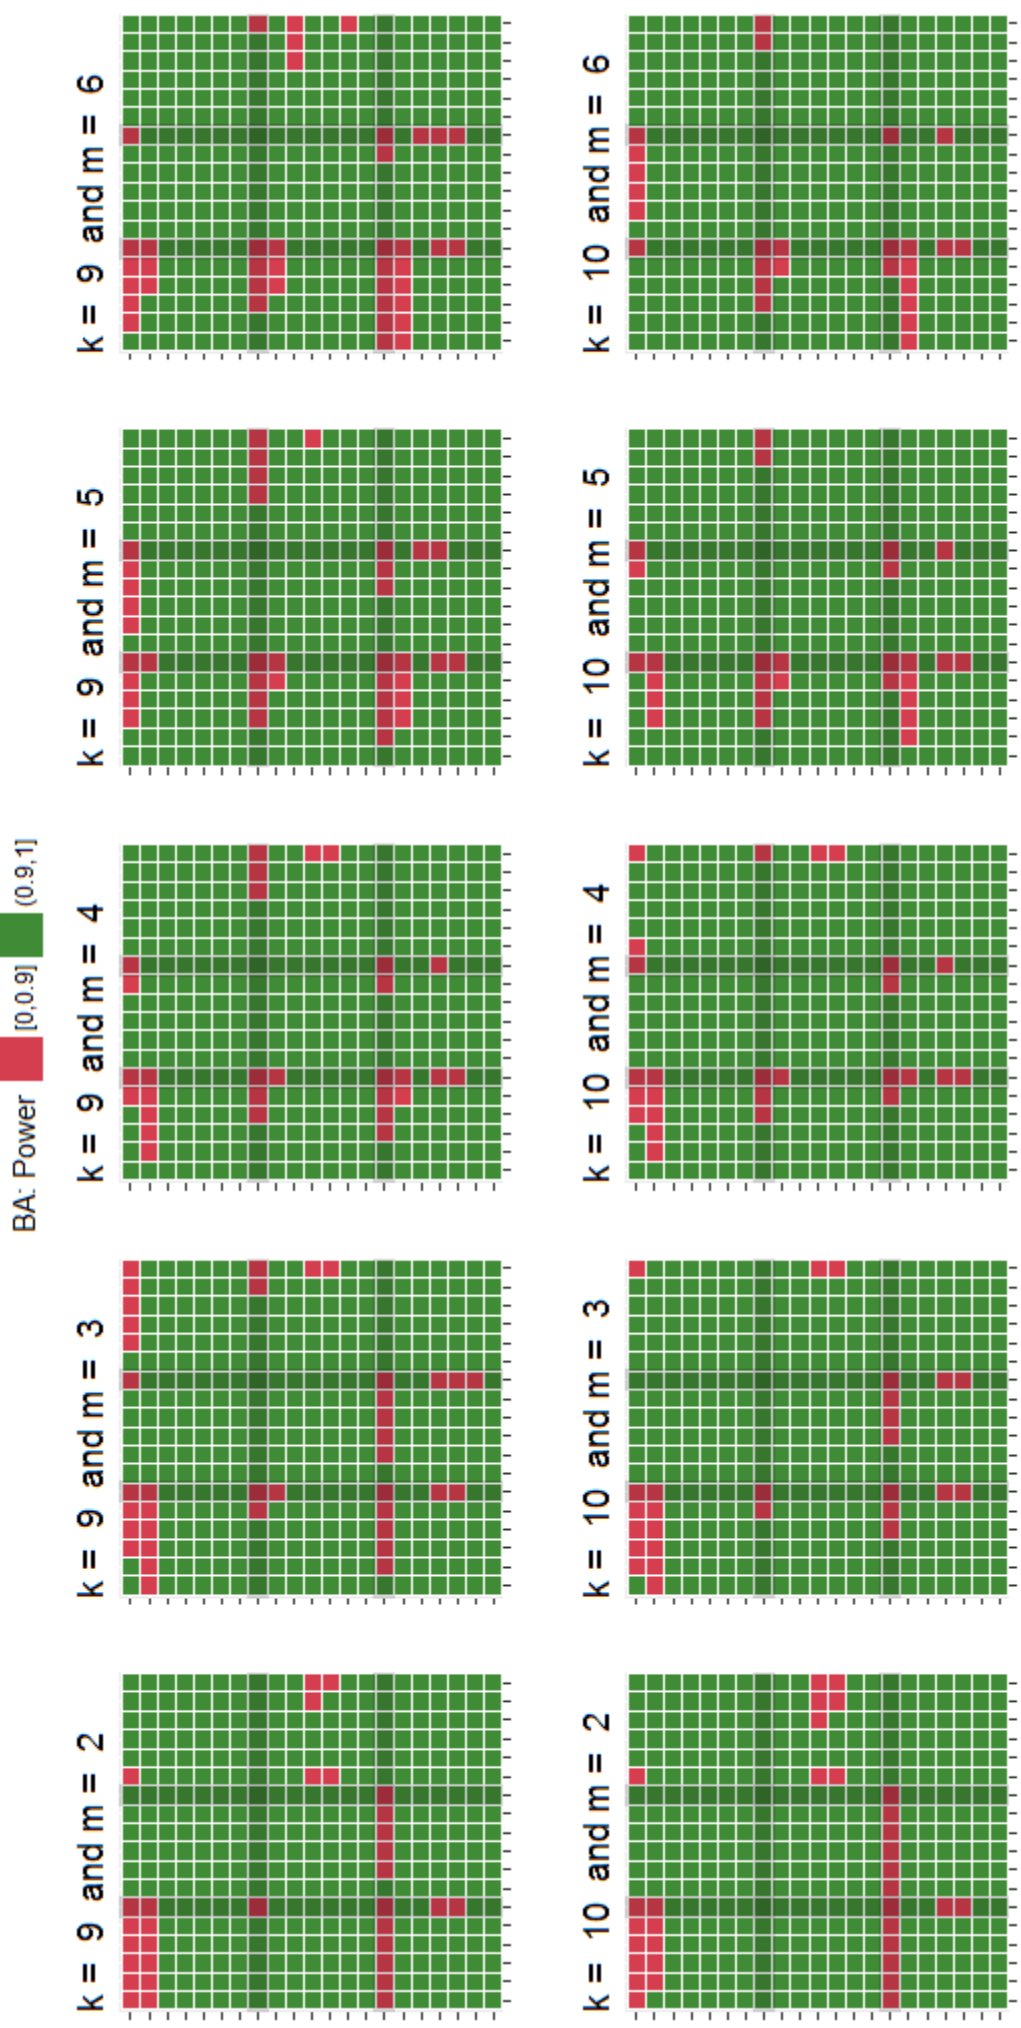 BA: Power [0,0.9] (0.9,1]
k = 9 and m = 2
k = 9 and m = 3
k = 9 and m = 4
k = 9 and m = 5
k = 9 and m = 6
k = 10 and m = 2
k = 10 and m = 3
k = 10 and m = 4
k = 10 and m = 5
k = 10 and m = 6